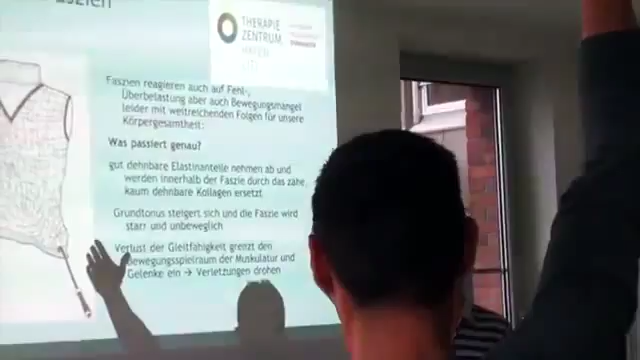 Faszien
THERAPIE
ZENTRUM
Faszien reagieren auch auf Fehl-,
Überbelastung aber auch Bewegungsmangel
leider mit weitreichenden Folgen für unsere
Körpergesamtheit:
Was passiert genau?
gut dehnbare Elastinanteile nehmen ab und
werden innerhalb der Faszie durch das zähe,
kaum dehnbare Kollagen ersetzt
Grundtonus steigert sich und die Faszie wird
starr und unbeweglich
Verlust der Gleitfähigkeit grenzt den
Bewegungsspielraum der Muskulatur und
Gelenke ein → Verletzungen drohen